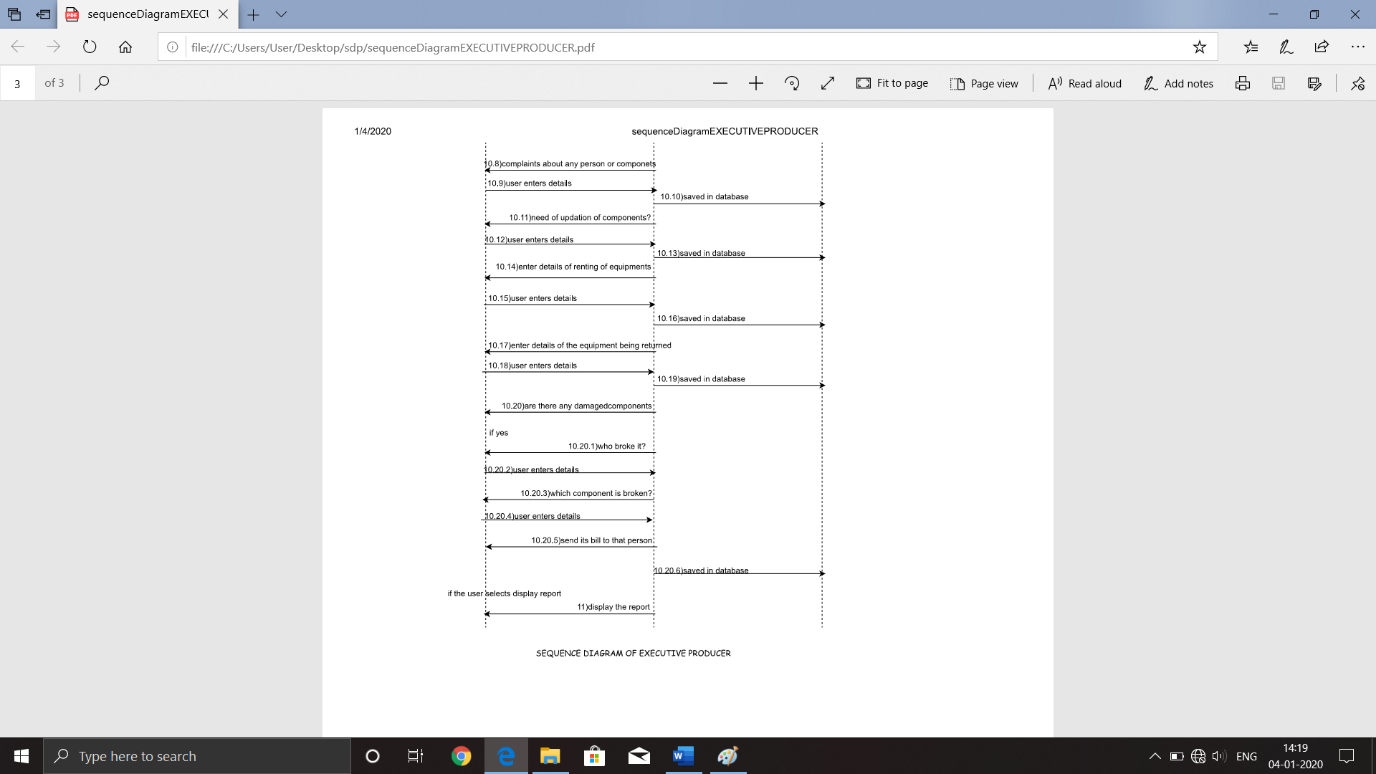 sequenceDiagramEXECU
file:///C:/Users/User/Desktop/sdp/sequenceDiagramEXECUTIVEPRODUCER.pdf
3 of 3
Fit to page
Page view
Read aloud
Add notes
1/4/2020
sequenceDiagramEXECUTIVEPRODUCER
10.8)complaints about any person or componets
10.9)user enters details
10.10)saved in database
10.11)need of updation of components?
10.12)user enters details
10.13)saved in database
10.14)enter details of renting of equipments
10.15)user enters details
10.16)saved in database
10.17)enter details of the equipment being returned
10.18)user enters details
10.19)saved in database
10.20)are there any damagedcomponents
if yes
10.20.1)who broke it?
10.20.2)user enters details
10.20.3)which component is broken?
10.20.4)user enters details
10.20.5)send its bill to that person
10.20.6)saved in database
if the user selects display report
11)display the report
SEQUENCE DIAGRAM OF EXECUTIVE PRODUCER
Type here to search
ENG
14:19
04-01-2020